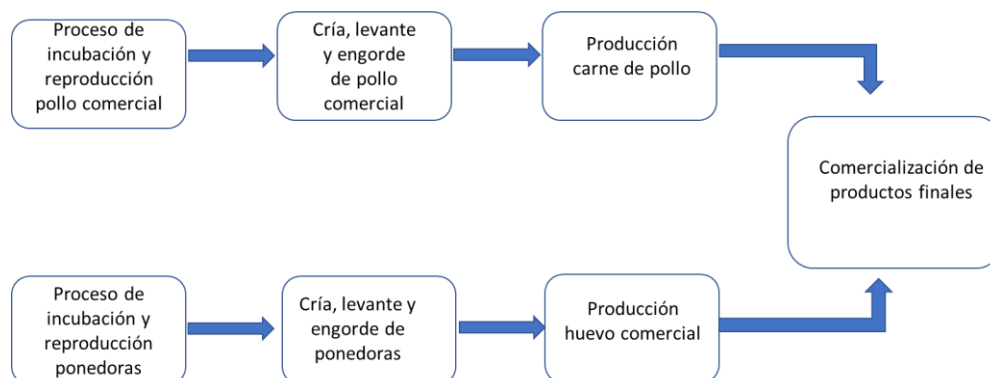 Proceso de
incubación y
reproducción
pollo comercial
Cría, levante
y engorde
de pollo
comercial
Producción
carne de pollo
Comercialización de
productos finales
Proceso de
incubación y
reproducción
ponedoras
Cría, levante y
engorde de
ponedoras
Producción
huevo comercial